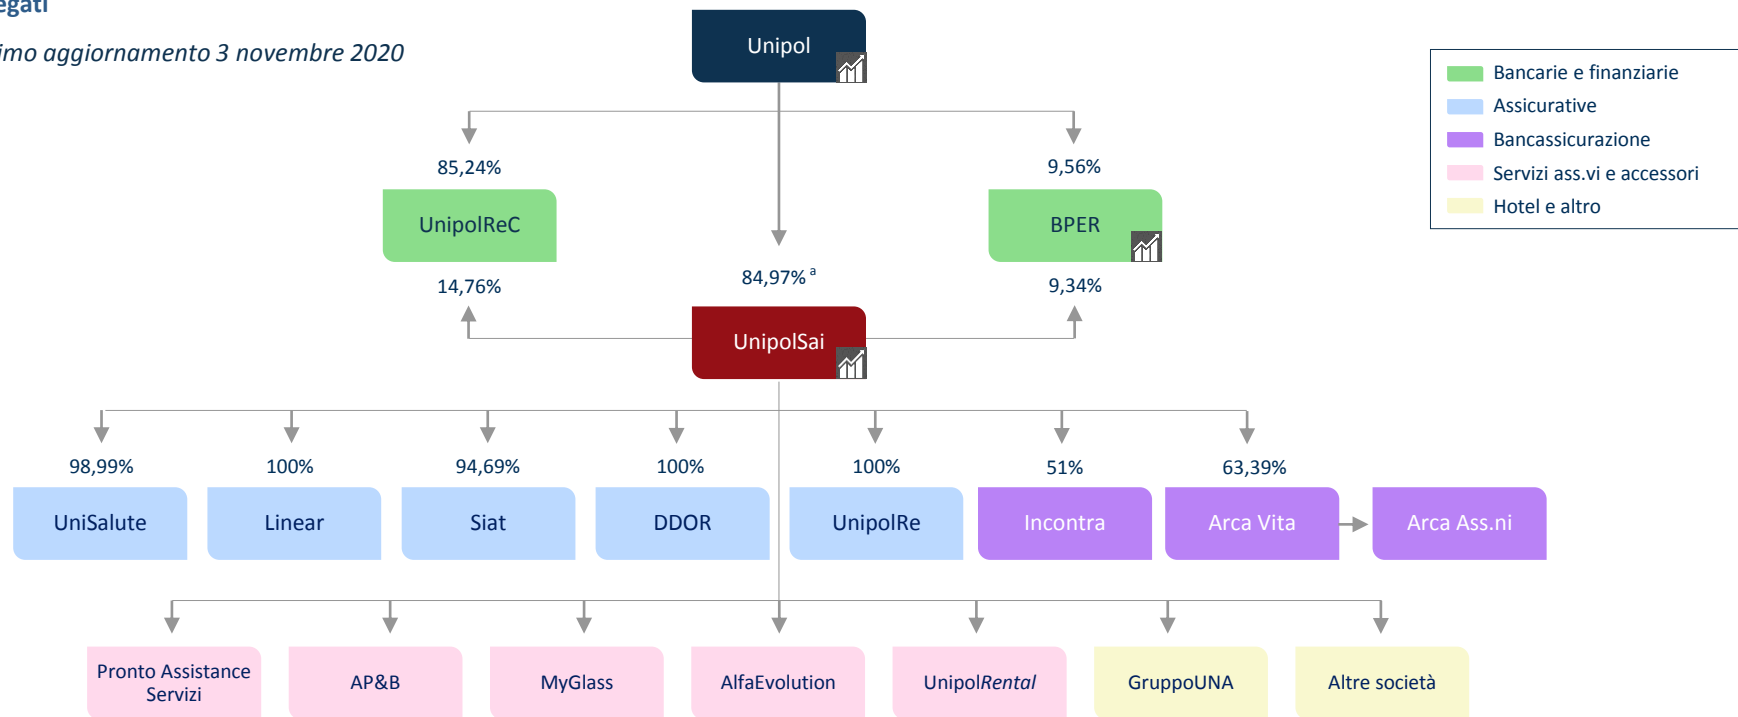 Unipol
imo aggiornamento 3 novembre 2020
Bancarie e finanziarie
Assicurative
Bancassicurazione
Servizi ass.vi e accessori
Hotel e altro
85,24%
9,56%
UnipolReC
BPER
14,76%
84,97% a
9,34%
UnipolSai
98,99%
100%
94,69%
100%
100%
51%
63,39%
UniSalute
Linear
Siat
DDOR
UnipolRe
Incontra
Arca Vita
Arca Ass.ni
Pronto Assistance
Servizi
AP&B
MyGlass
AlfaEvolution
UnipolRental
GruppoUNA
Altre società